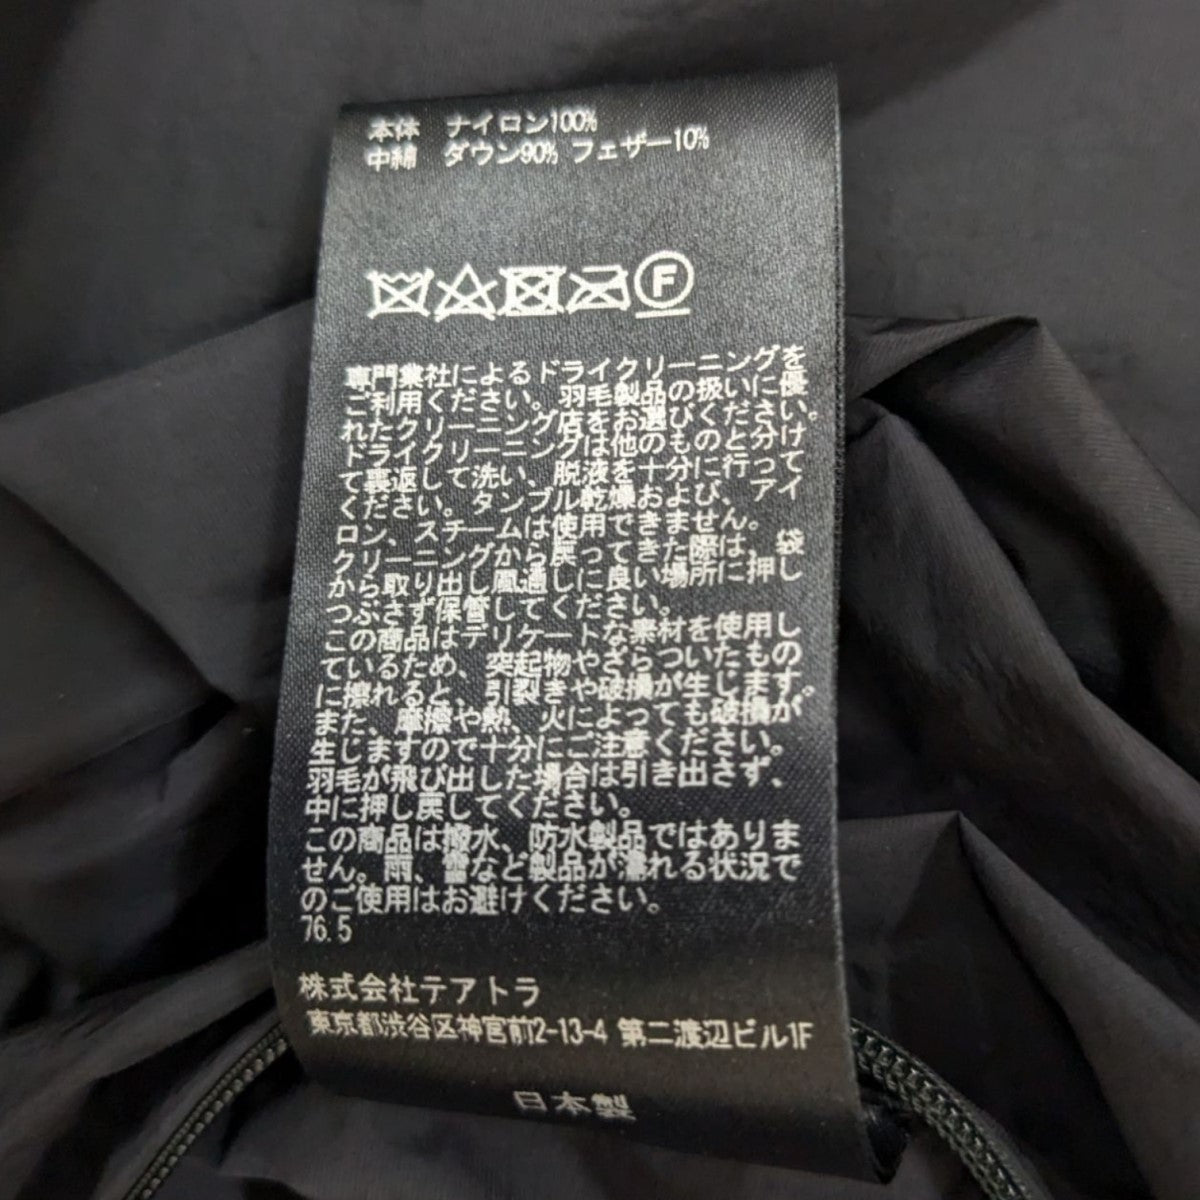 本体 ナイロン100%
中綿 ダウン90% フェザー10%
F
専門業社によるドライクリーニングを
ご利用ください。羽毛製品の扱いに優
れたクリーニング店をお選びください。
ドライクリーニングは他のものと分け
て裏返して洗い、脱液を十分に行って
ください。タンブル乾燥および、アイ
ロン、スチームは使用できません。
クリーニングから戻ってきた際は、袋
から取り出し風通しに良い場所に押し
つぶさず保管してください。
この商品はデリケートな素材を使用し
ているため、突起物やざらついたもの
に擦れると、引裂きや破損が生じます。
また、摩擦や熱、火によっても破損が
生じますので十分にご注意ください。
羽毛が飛び出した場合は引き出さず、
中に押し戻してください。
この商品は撥水、防水製品ではありま
せん。雨、雪など製品が濡れる状況で
のご使用はお避けください。
76.5
株式会社テアトラ
東京都渋谷区神宮前2-13-4 第二渡辺ビル1F
日本製